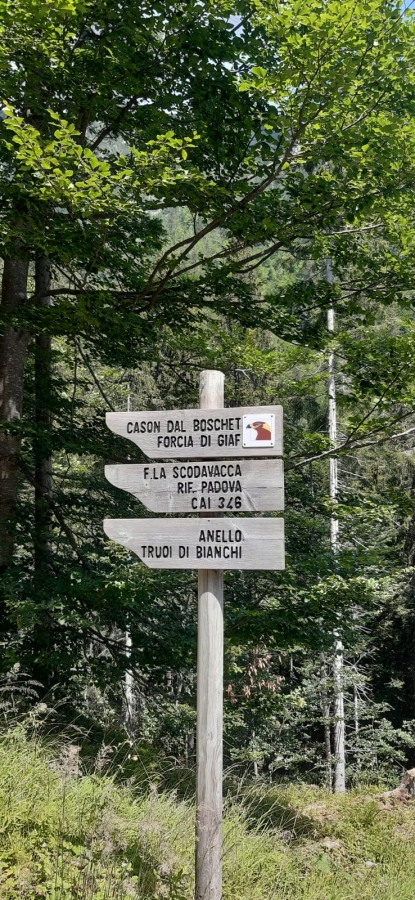 CASON DAL BOSCHET
FORCIA DI GIAF
F.LA SCODAVACCA
RIF. PADOVA
CAI 346
ANELLO
TRUOI DI BIANCHI